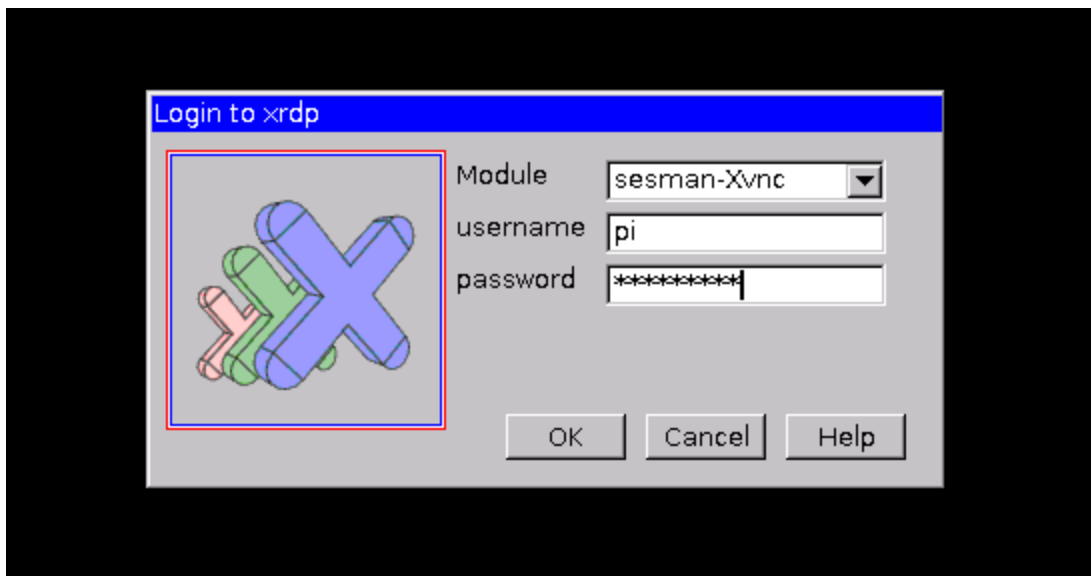 Login to xrdp
Module sesman-Xvnc
username pi
password **********
OK Cancel Help